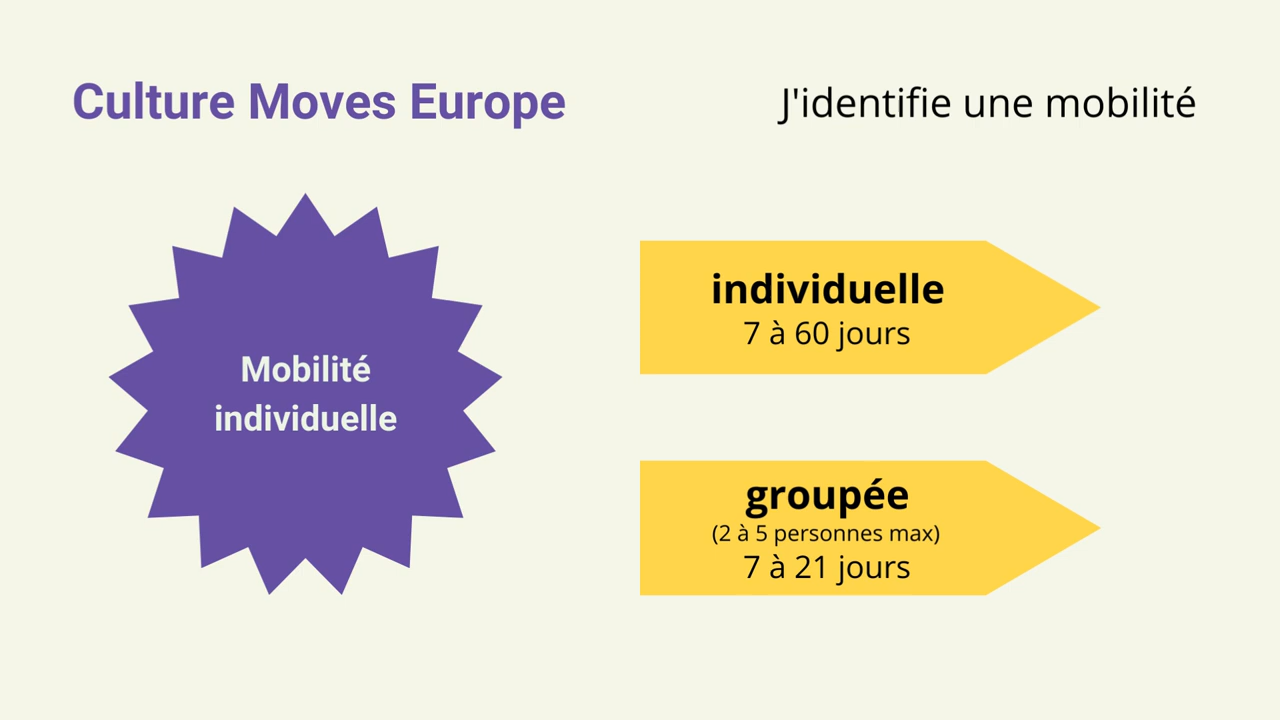 Culture Moves Europe
J'identifie une mobilité
Mobilité
individuelle
individuelle
7 à 60 jours
groupée
(2 à 5 personnes max)
7 à 21 jours